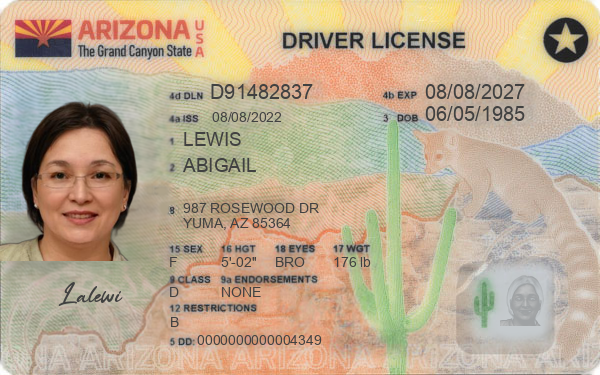 ARIZONA USA
The Grand Canyon State
DRIVER LICENSE
4d DLN D91482837
4b EXP 08/08/2027
4a ISS 08/08/2022
3 DOB 06/05/1985
1 LEWIS
2 ABIGAIL
8 987 ROSEWOOD DR
YUMA, AZ 85364
15 SEX 16 HGT 18 EYES 17 WGT
F 5'-02" BRO 176 lb
9 CLASS 9a ENDORSEMENTS
D NONE
12 RESTRICTIONS
B
5 DD: 0000000000004349
Lalewi
ARIZONA ARIZONA ARIZONA ARIZONA